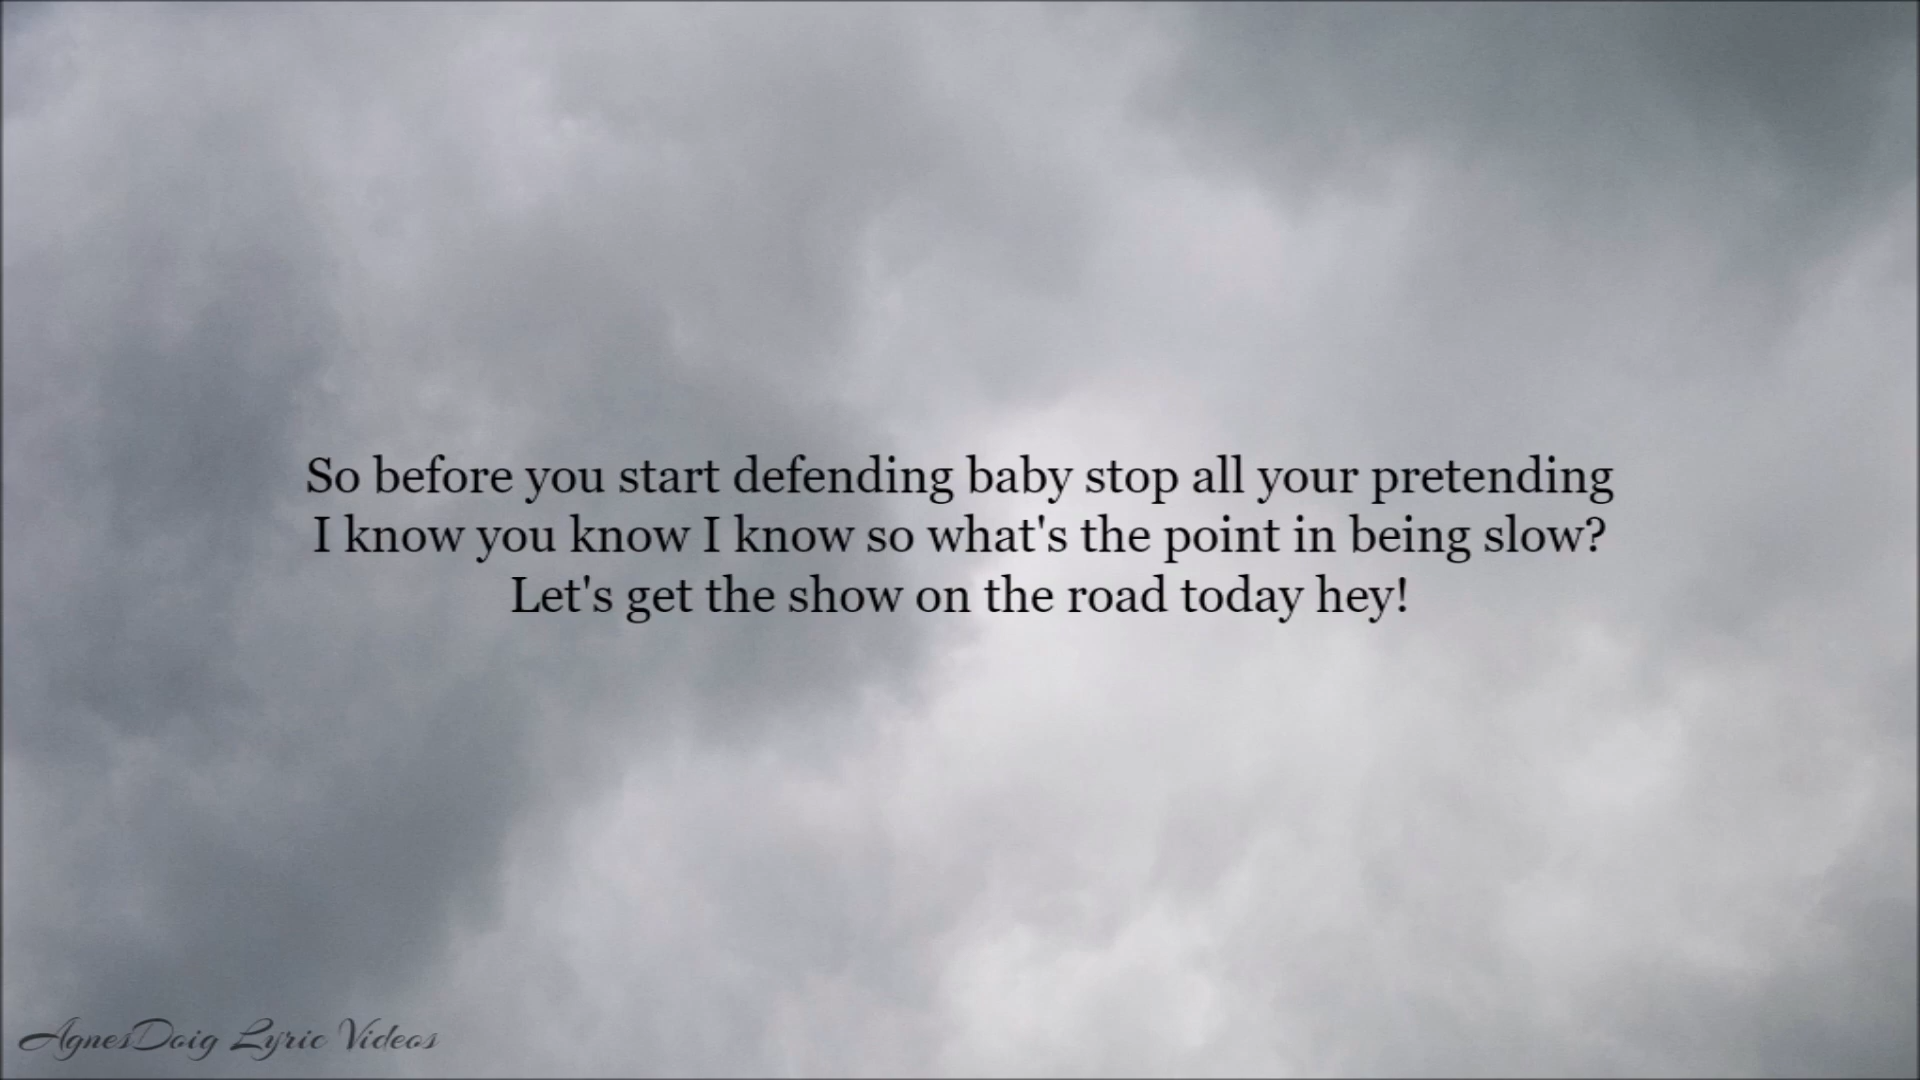 So before you start defending baby stop all your pretending
I know you know I know so what's the point in being slow?
Let's get the show on the road today hey!
AgnesDoig Lyric Videos